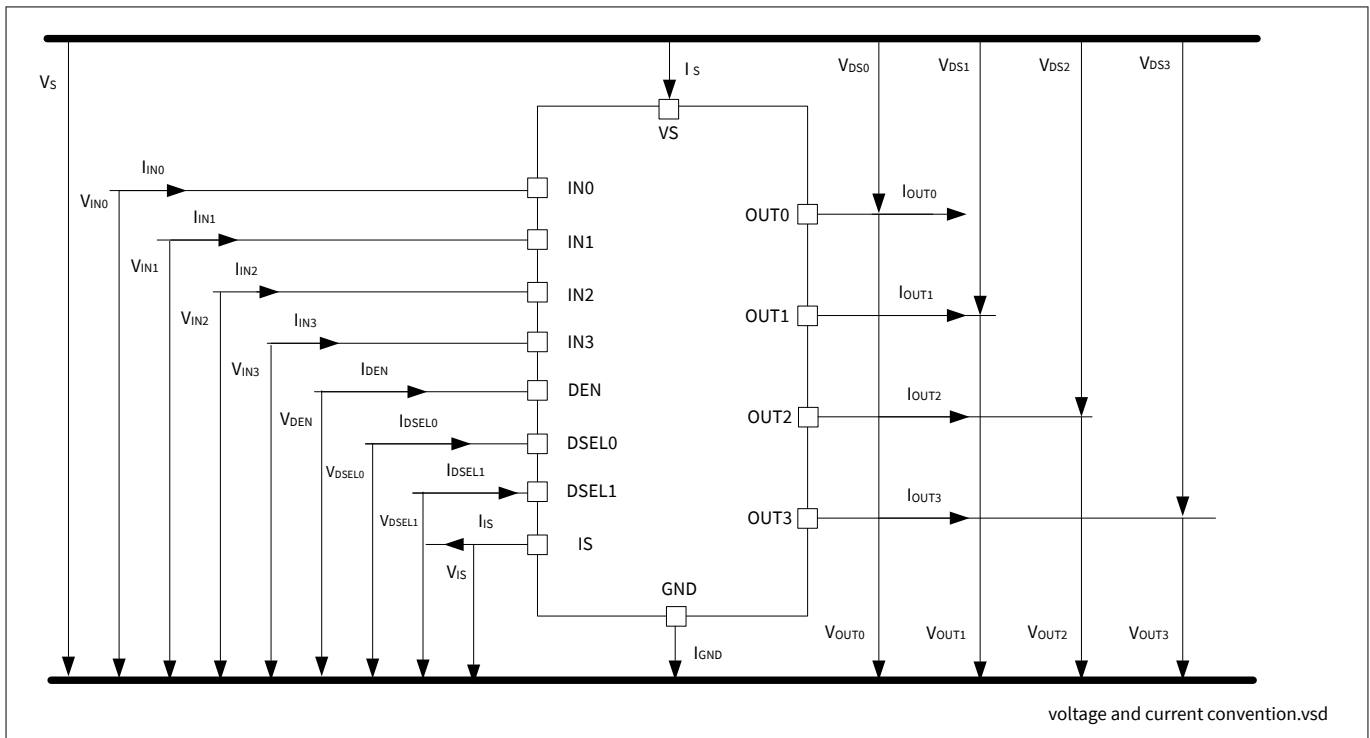 VS
IS
VDS0
VDS1
VDS2
VDS3
VS
IIN0
VIN0
IN0
IOUT0
OUT0
IIN1
VIN1
IN1
IIN2
VIN2
IN2
IOUT1
OUT1
IIN3
VIN3
IN3
IDEN
VDEN
DEN
IOUT2
OUT2
IDSEL0
VDSEL0
DSEL0
IDSEL1
VDSEL1
DSEL1
IOUT3
OUT3
IIS
VIS
IS
GND
IGND
VOUT0
VOUT1
VOUT2
VOUT3
voltage and current convention.vsd